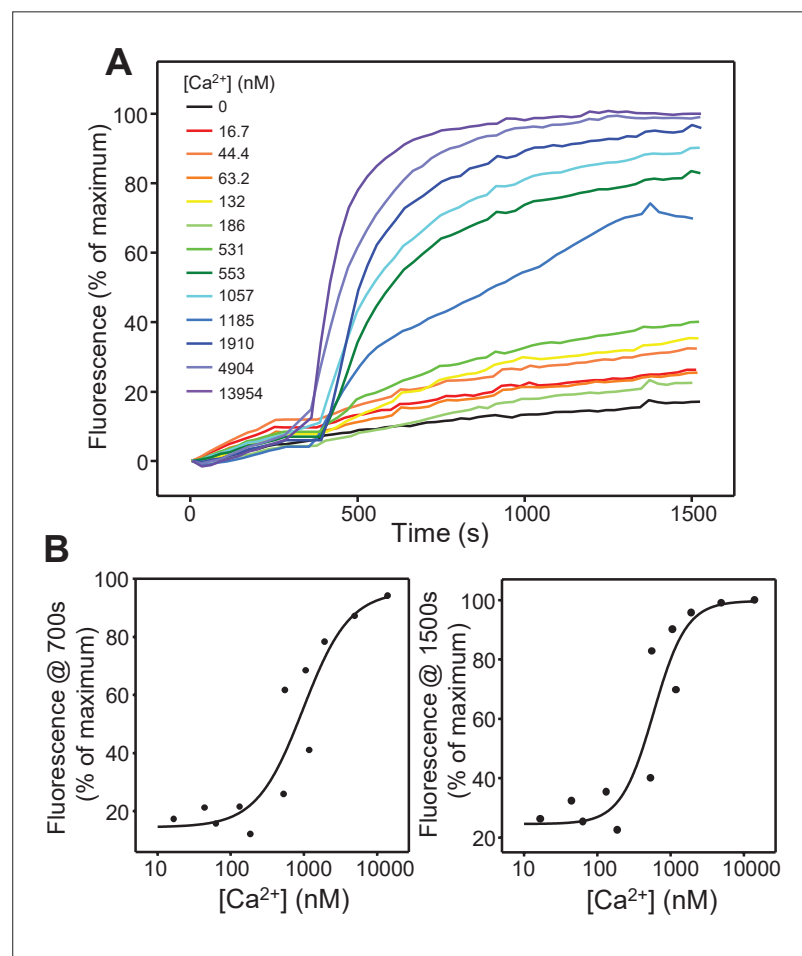 A
[Ca²⁺] (nM)
0
16.7
44.4
63.2
132
186
531
553
1057
1185
1910
4904
13954
Fluorescence (% of maximum)
100
80
60
40
20
0
0 500 1000 1500
Time (s)
B
Fluorescence @ 700s
(% of maximum)
100
80
60
40
20
10 100 1000 10000
[Ca²⁺] (nM)
Fluorescence @ 1500s
(% of maximum)
100
80
60
40
20
10 100 1000 10000
[Ca²⁺] (nM)